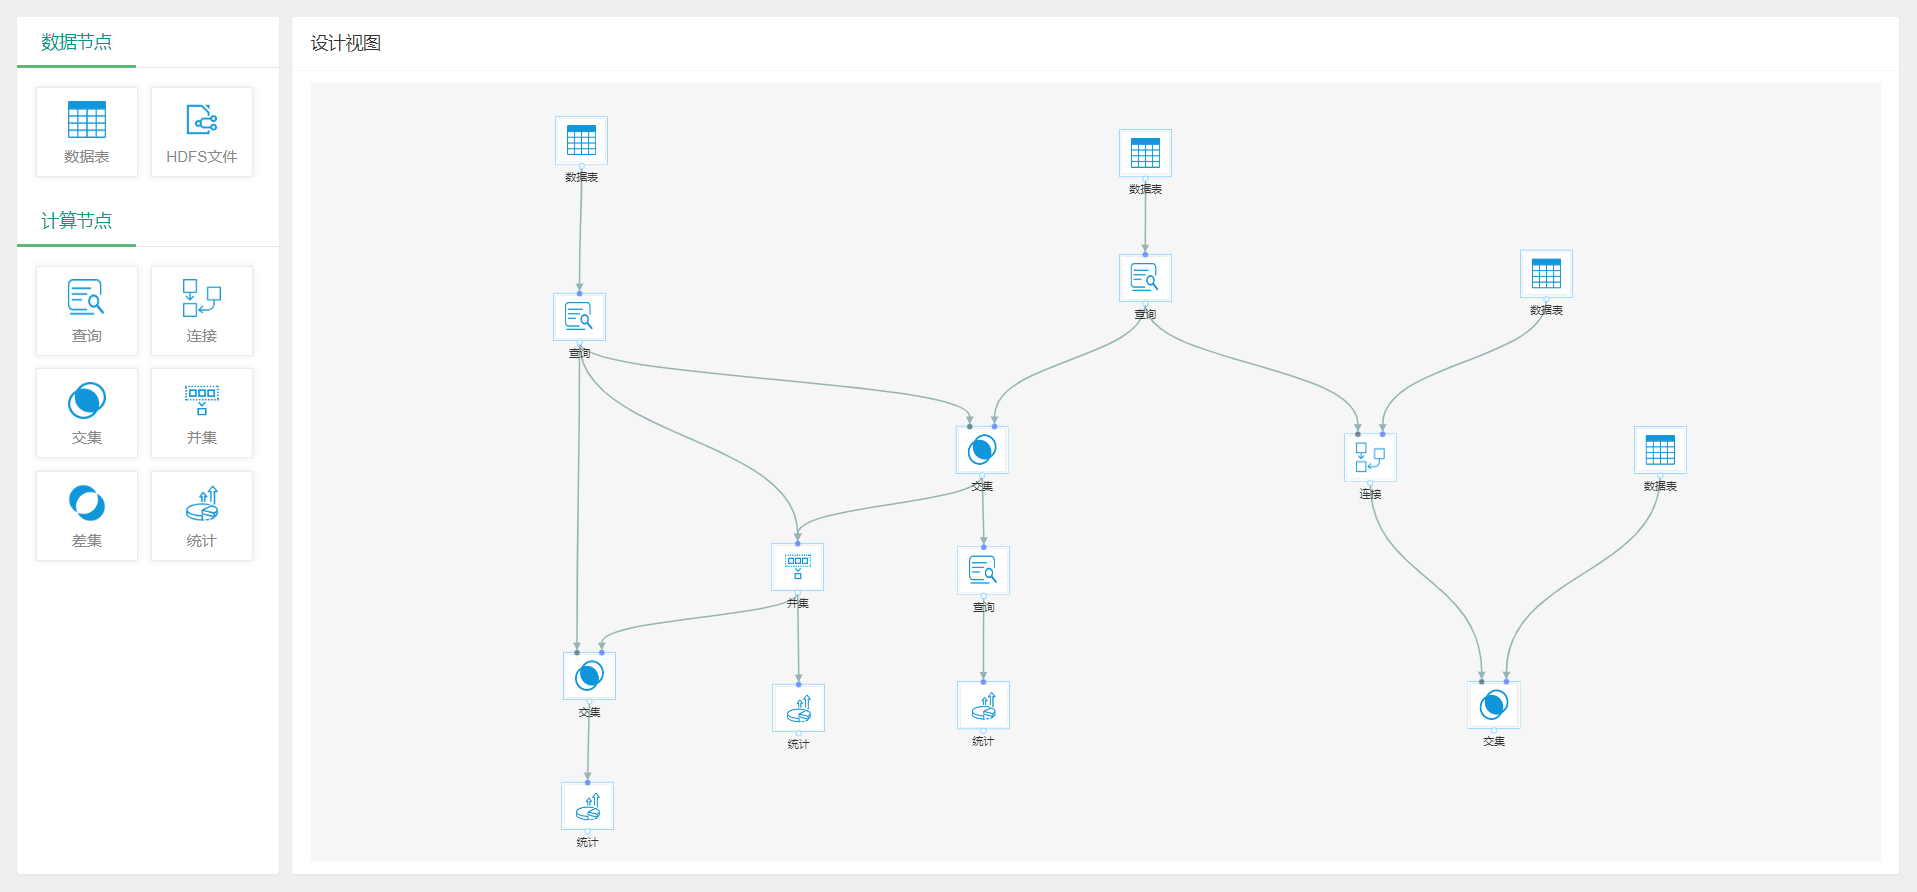 数据节点
数据表
HDFS文件
计算节点
查询
连接
交集
并集
差集
统计
设计视图
数据表
数据表
数据表
查询
查询
数据表
交集
连接
并集
查询
交集
统计
统计
交集
统计